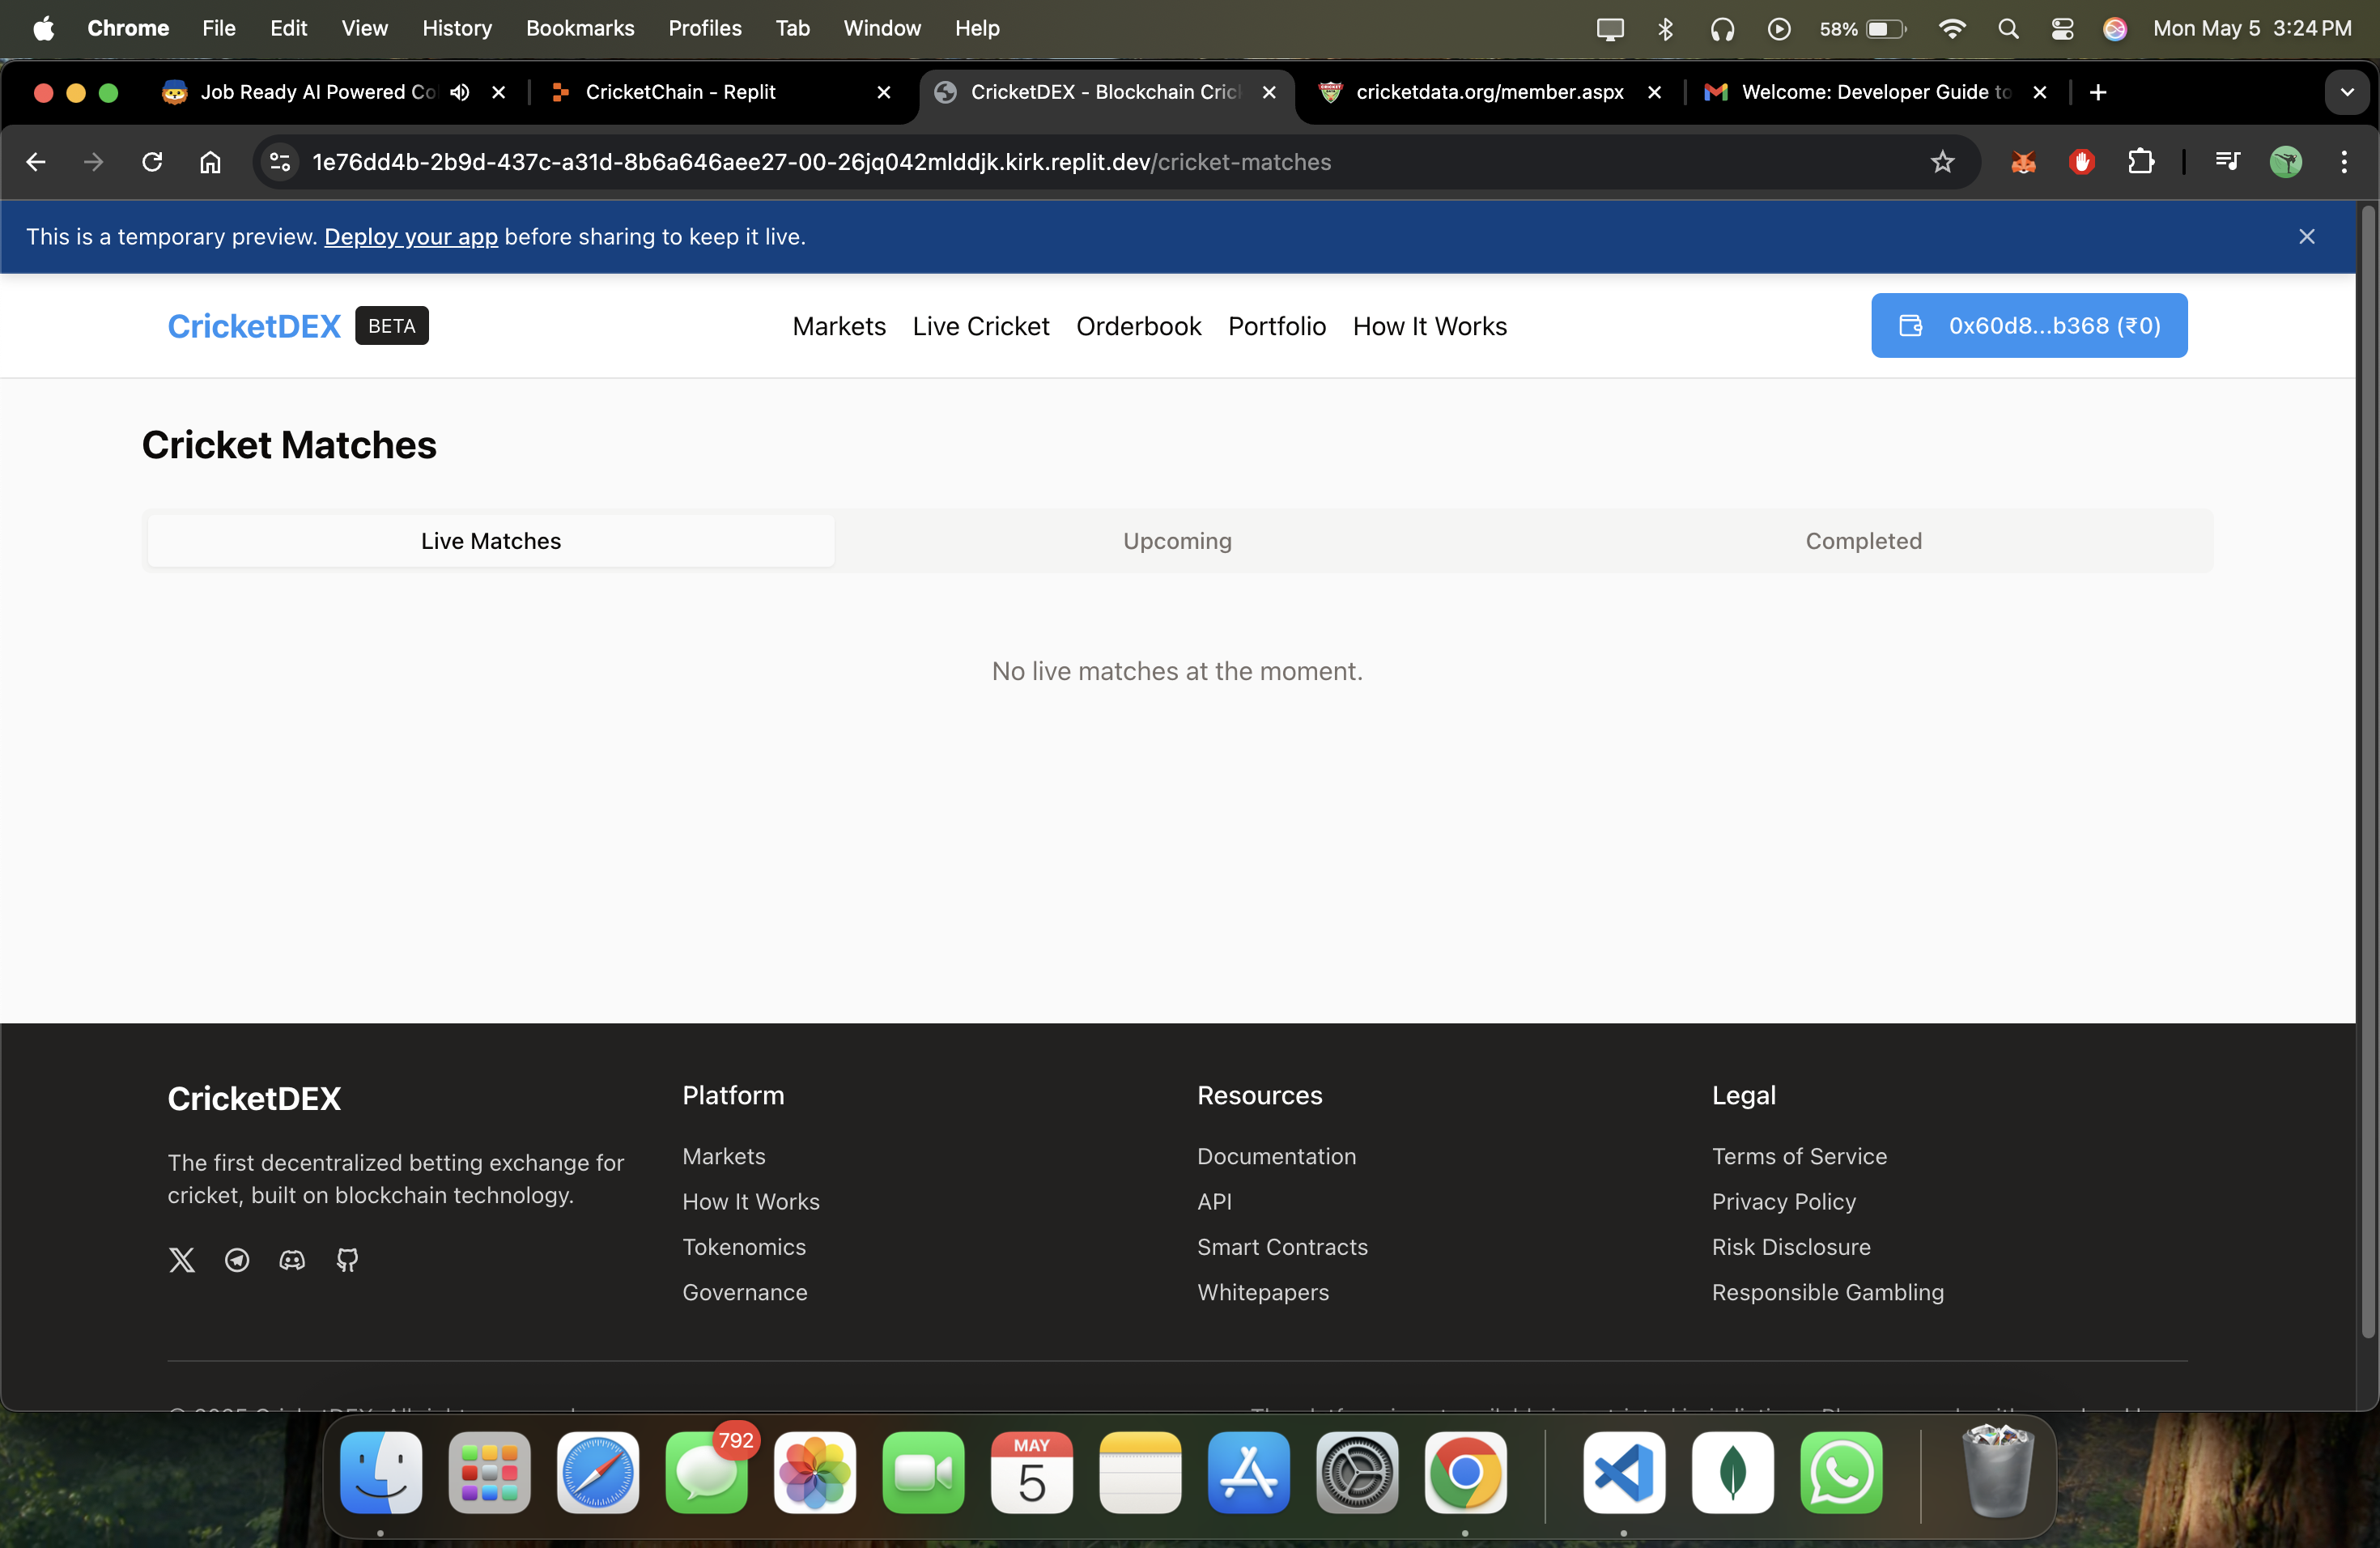 Chrome File Edit View History Bookmarks Profiles Tab Window Help 58% Mon May 5 3:24 PM
Job Ready AI Powered Co CricketChain - Replit CricketDEX - Blockchain Cric cricketdata.org/member.aspx Welcome: Developer Guide to
1e76dd4b-2b9d-437c-a31d-8b6a646aee27-00-26jq042mlddjk.kirk.replit.dev/cricket-matches
This is a temporary preview. Deploy your app before sharing to keep it live.
CricketDEX BETA Markets Live Cricket Orderbook Portfolio How It Works 0x60d8...b368 (₹0)
Cricket Matches
Live Matches Upcoming Completed
No live matches at the moment.
CricketDEX
The first decentralized betting exchange for
cricket, built on blockchain technology.
Platform
Markets
How It Works
Tokenomics
Governance
Resources
Documentation
API
Smart Contracts
Whitepapers
Legal
Terms of Service
Privacy Policy
Risk Disclosure
Responsible Gambling
792
MAY
5